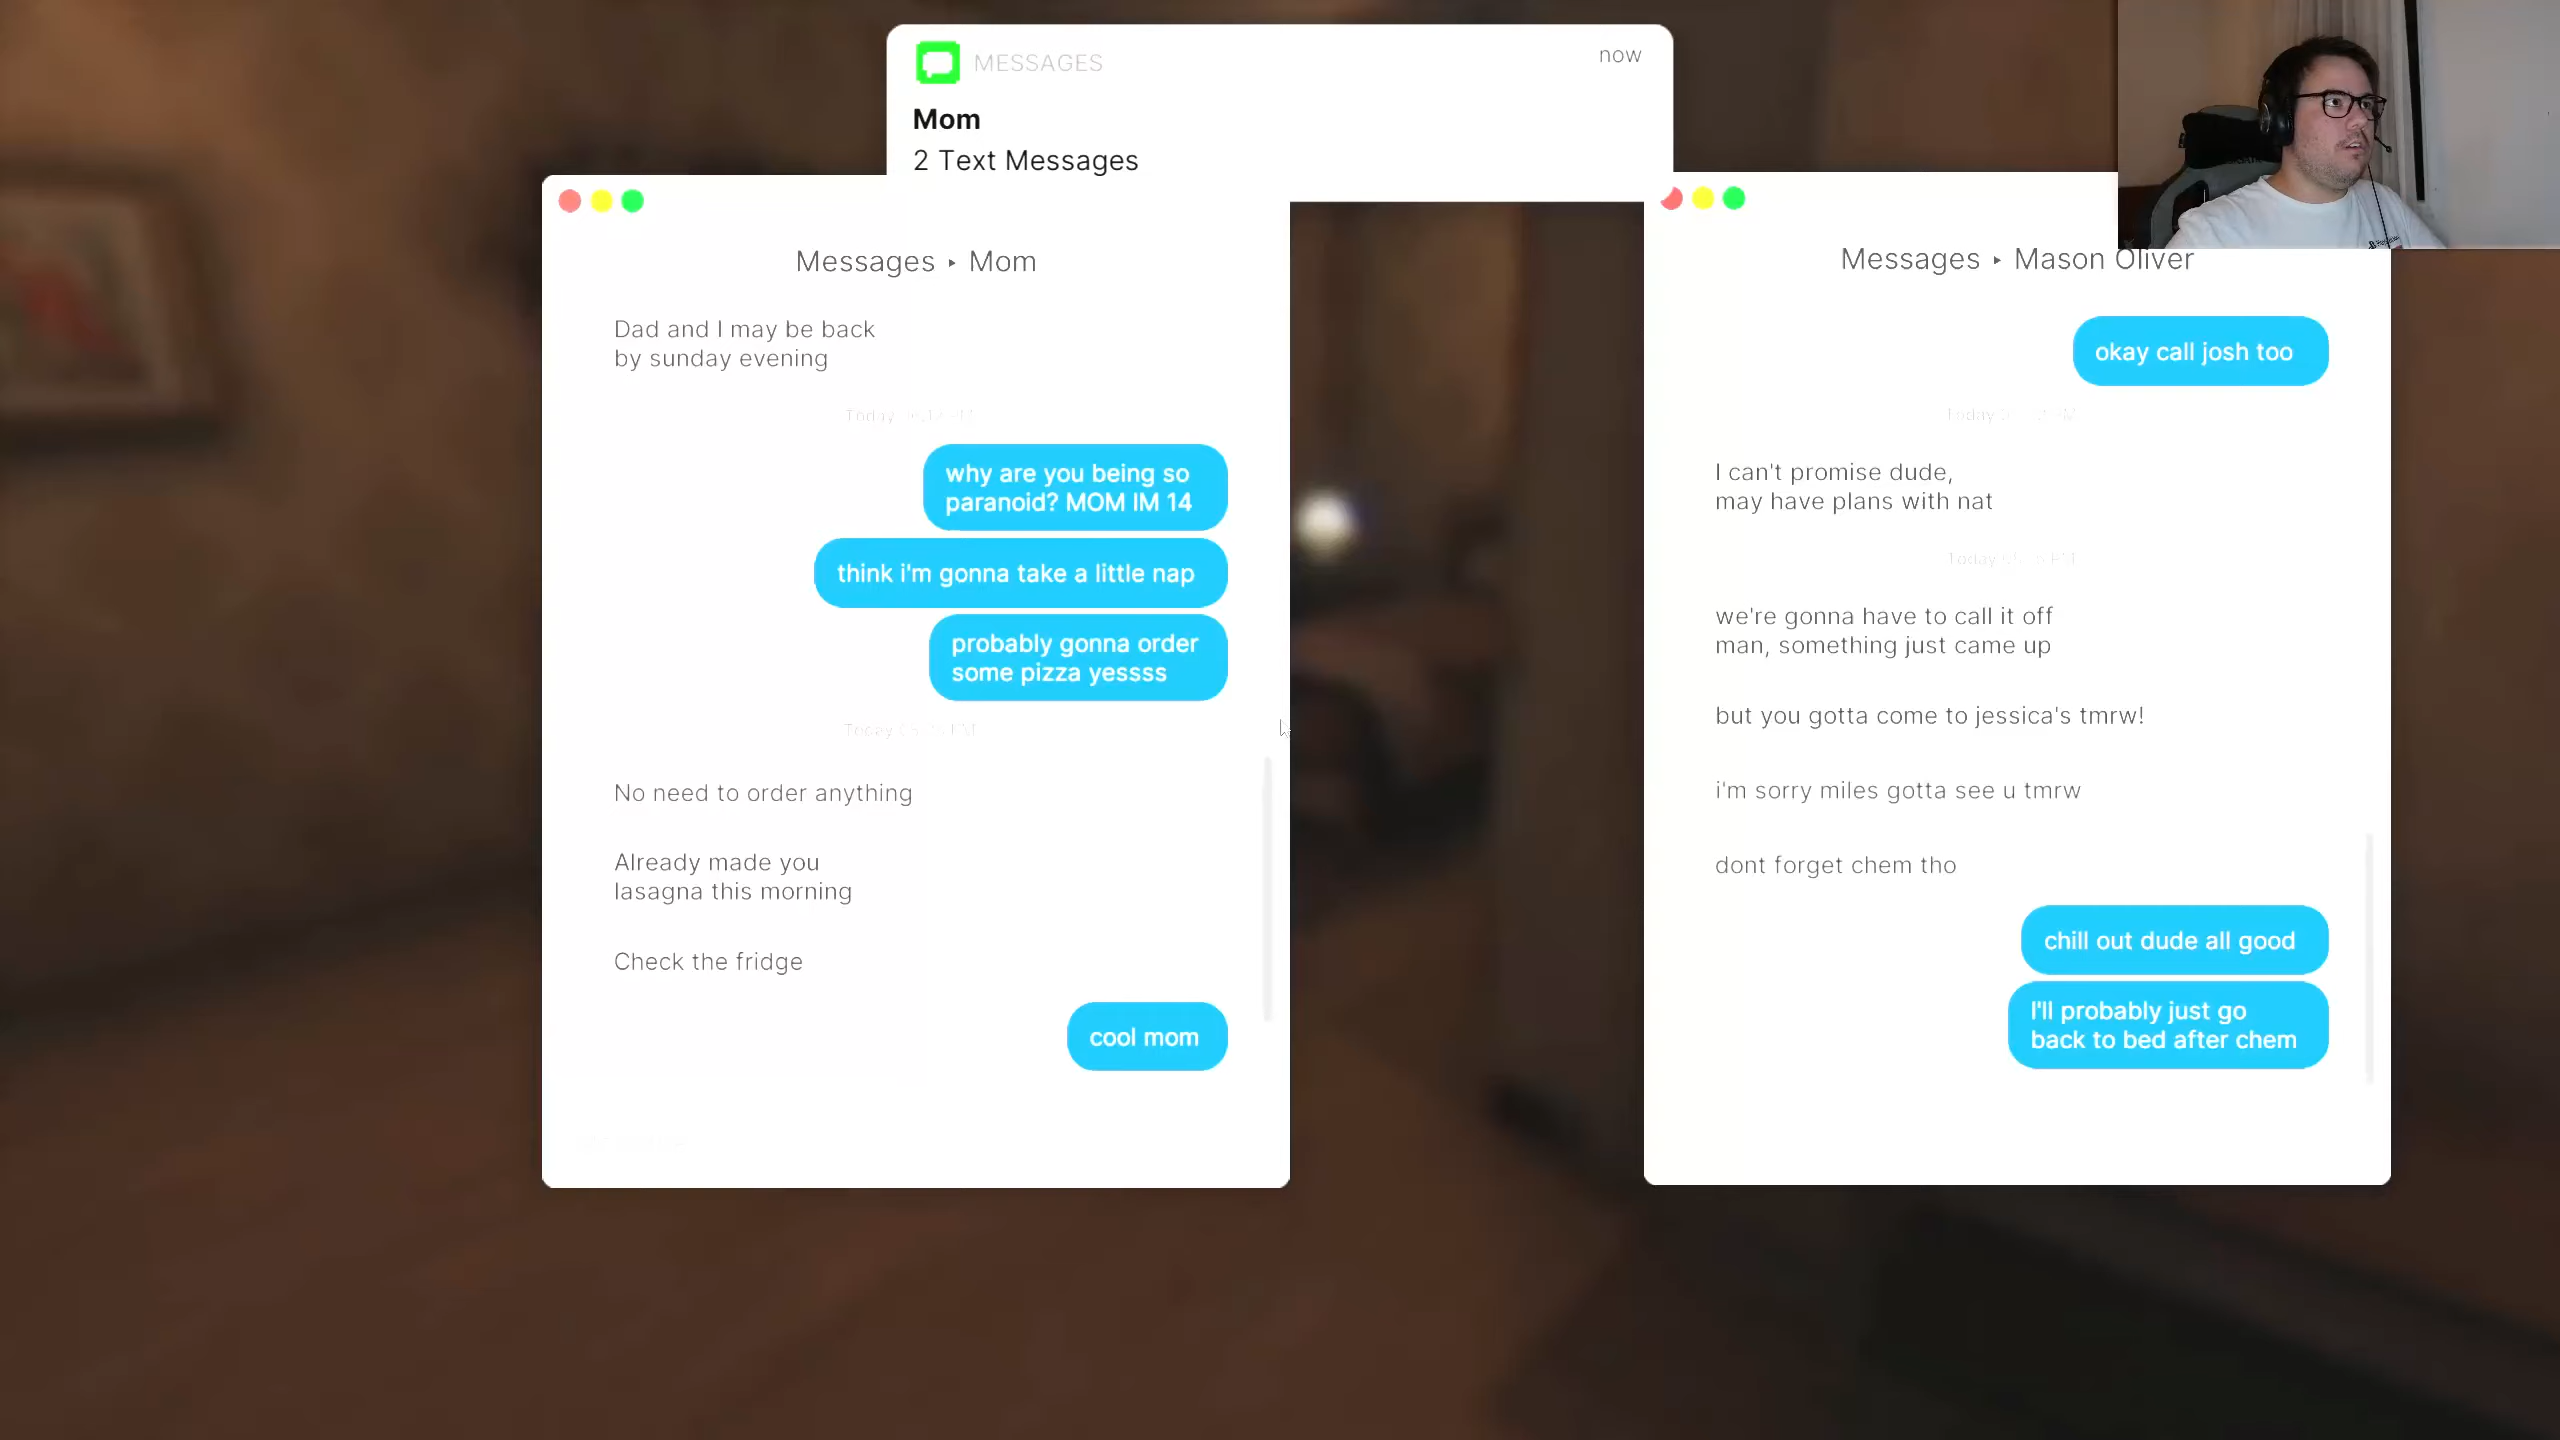 MESSAGES
now
Mom
2 Text Messages
Messages ▸ Mom
Dad and I may be back
by sunday evening
Today
why are you being so
paranoid? MOM IM 14
think i'm gonna take a little nap
probably gonna order
some pizza yessss
Today
No need to order anything
Already made you
lasagna this morning
Check the fridge
cool mom
Messages ▸ Mason Oliver
okay call josh too
Today
I can't promise dude,
may have plans with nat
Today
we're gonna have to call it off
man, something just came up
but you gotta come to jessica's tmrw!
i'm sorry miles gotta see u tmrw
dont forget chem tho
chill out dude all good
I'll probably just go
back to bed after chem